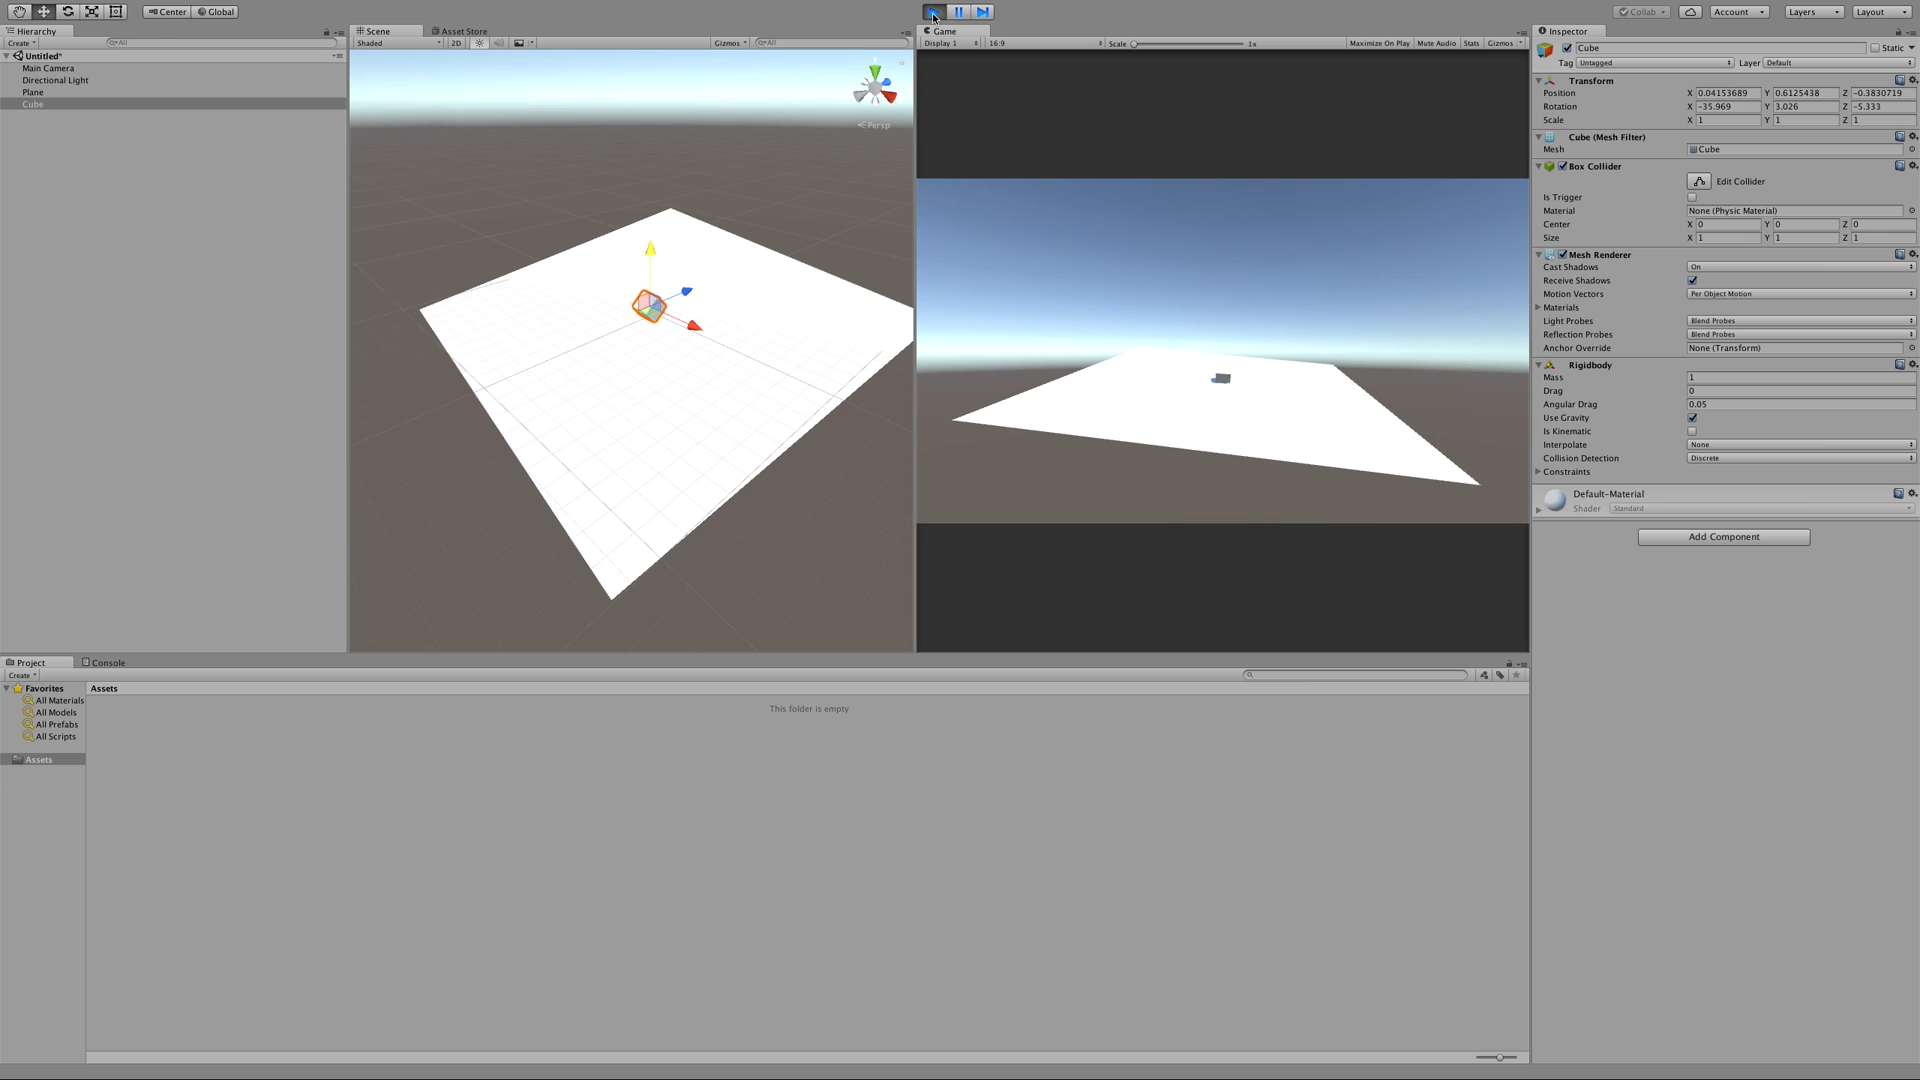 Center
Global
Collab
Account
Layers
Layout
Hierarchy
Create
All
Untitled*
Main Camera
Directional Light
Plane
Cube
Scene
Asset Store
Shaded
2D
Gizmos
All
Persp
Game
Display 1
16:9
Scale
1x
Maximize On Play
Mute Audio
Stats
Gizmos
Inspector
Cube
Static
Tag Untagged
Layer Default
Transform
Position X 0.04153689 Y 0.6125438 Z -0.3830719
Rotation X -35.969 Y 3.026 Z -5.333
Scale X 1 Y 1 Z 1
Cube (Mesh Filter)
Mesh Cube
Box Collider
Edit Collider
Is Trigger
Material None (Physic Material)
Center X 0 Y 0 Z 0
Size X 1 Y 1 Z 1
Mesh Renderer
Cast Shadows On
Receive Shadows
Motion Vectors Per Object Motion
Materials
Light Probes Blend Probes
Reflection Probes Blend Probes
Anchor Override None (Transform)
Rigidbody
Mass 1
Drag 0
Angular Drag 0.05
Use Gravity
Is Kinematic
Interpolate None
Collision Detection Discrete
Constraints
Default-Material
Shader Standard
Add Component
Project
Console
Create
Favorites
All Materials
All Models
All Prefabs
All Scripts
Assets
Assets
This folder is empty